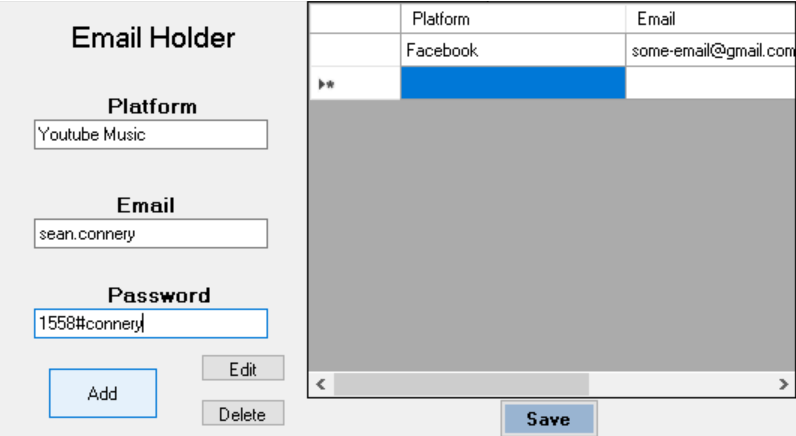 Email Holder
Platform
Youtube Music
Email
sean.connery
Password
1558#connery
Add
Edit
Delete
Platform Email
Facebook some-email@gmail.com
Save